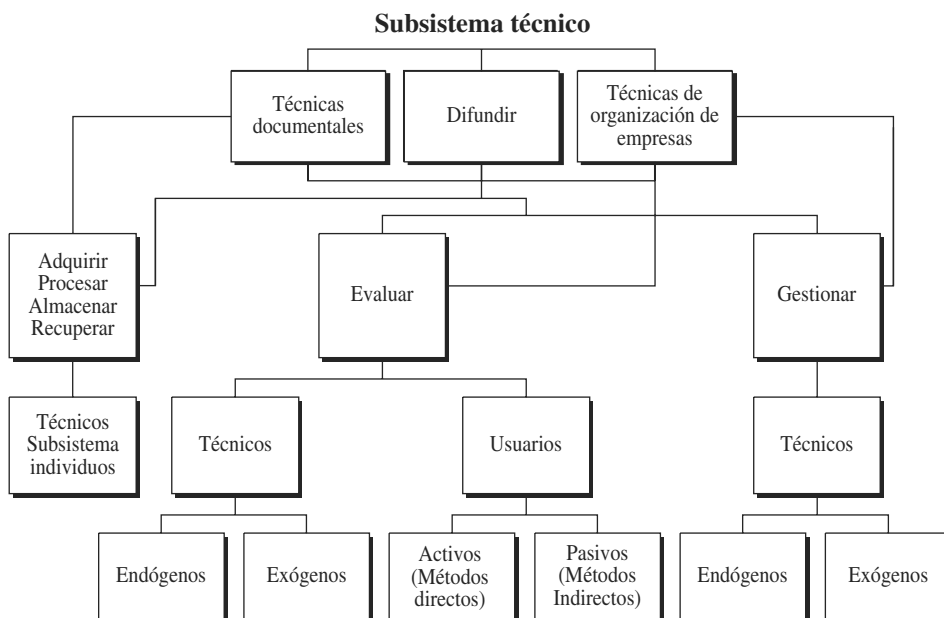 Subsistema técnico
Técnicas
documentales
Difundir
Técnicas de
organización de
empresas
Adquirir
Procesar
Almacenar
Recuperar
Evaluar
Gestionar
Técnicos
Subsistema
individuos
Técnicos
Usuarios
Técnicos
Endógenos
Exógenos
Activos
(Métodos
directos)
Pasivos
(Métodos
Indirectos)
Endógenos
Exógenos